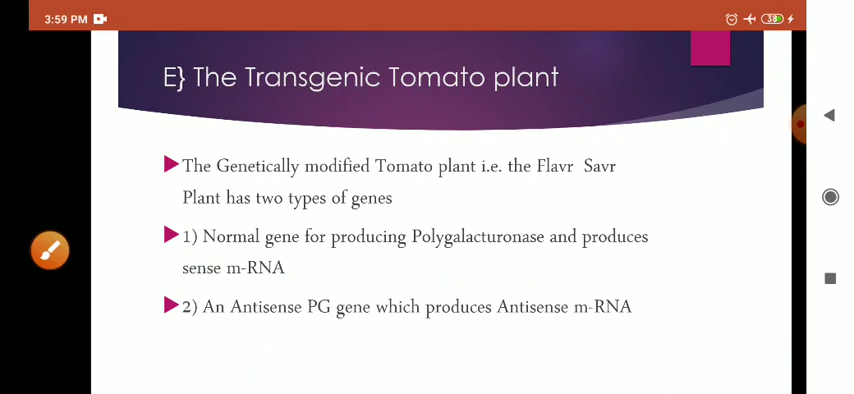 3:59 PM
58
E} The Transgenic Tomato plant
The Genetically modified Tomato plant i.e. the Flavr Savr
Plant has two types of genes
1) Normal gene for producing Polygalacturonase and produces
sense m-RNA
2) An Antisense PG gene which produces Antisense m-RNA